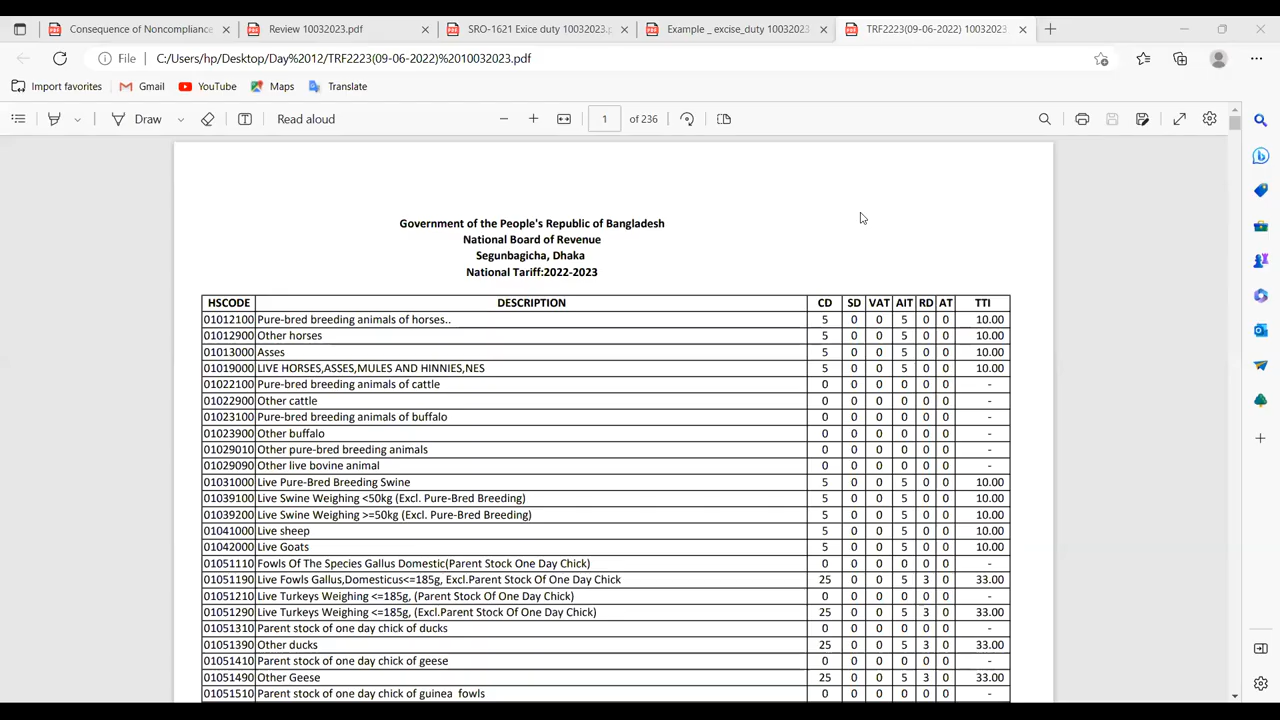 Consequence of Noncompliance
Review 10032023.pdf
SRO-1621 Exice duty 10032023.p
Example _ excise_duty 10032023
TRF2223(09-06-2022) 10032023
File C:/Users/hp/Desktop/Day%2012/TRF2223(09-06-2022)%2010032023.pdf
Import favorites Gmail YouTube Maps Translate
Draw Read aloud 1 of 236
Government of the People's Republic of Bangladesh
National Board of Revenue
Segunbagicha, Dhaka
National Tariff:2022-2023
HSCODE DESCRIPTION CD SD VAT AIT RD AT TTI
01012100 Pure-bred breeding animals of horses.. 5 0 0 5 0 0 10.00
01012900 Other horses 5 0 0 5 0 0 10.00
01013000 Asses 5 0 0 5 0 0 10.00
01019000 LIVE HORSES,ASSES,MULES AND HINNIES,NES 5 0 0 5 0 0 10.00
01022100 Pure-bred breeding animals of cattle 0 0 0 0 0 0 -
01022900 Other cattle 0 0 0 0 0 0 -
01023100 Pure-bred breeding animals of buffalo 0 0 0 0 0 0 -
01023900 Other buffalo 0 0 0 0 0 0 -
01029010 Other pure-bred breeding animals 0 0 0 0 0 0 -
01029090 Other live bovine animal 0 0 0 0 0 0 -
01031000 Live Pure-Bred Breeding Swine 5 0 0 5 0 0 10.00
01039100 Live Swine Weighing <50kg (Excl. Pure-Bred Breeding) 5 0 0 5 0 0 10.00
01039200 Live Swine Weighing >=50kg (Excl. Pure-Bred Breeding) 5 0 0 5 0 0 10.00
01041000 Live sheep 5 0 0 5 0 0 10.00
01042000 Live Goats 5 0 0 5 0 0 10.00
01051110 Fowls Of The Species Gallus Domestic(Parent Stock One Day Chick) 0 0 0 0 0 0 -
01051190 Live Fowls Gallus,Domesticus<=185g, Excl.Parent Stock Of One Day Chick 25 0 0 5 3 0 33.00
01051210 Live Turkeys Weighing <=185g, (Parent Stock Of One Day Chick) 0 0 0 0 0 0 -
01051290 Live Turkeys Weighing <=185g, (Excl.Parent Stock Of One Day Chick) 25 0 0 5 3 0 33.00
01051310 Parent stock of one day chick of ducks 0 0 0 0 0 0 -
01051390 Other ducks 25 0 0 5 3 0 33.00
01051410 Parent stock of one day chick of geese 0 0 0 0 0 0 -
01051490 Other Geese 25 0 0 5 3 0 33.00
01051510 Parent stock of one day chick of guinea fowls 0 0 0 0 0 0 -